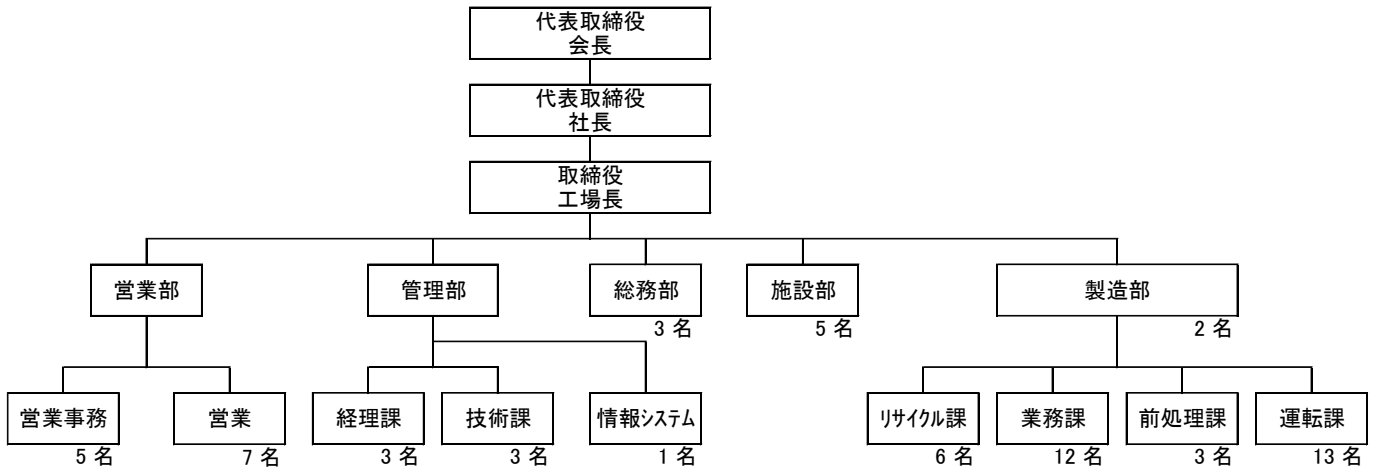 代表取締役
会長
代表取締役
社長
取締役
工場長
営業部
管理部
総務部
施設部
製造部
3 名
5 名
2 名
営業事務
営業
経理課
技術課
情報システム
リサイクル課
業務課
前処理課
運転課
5 名
7 名
3 名
3 名
1 名
6 名
12 名
3 名
13 名